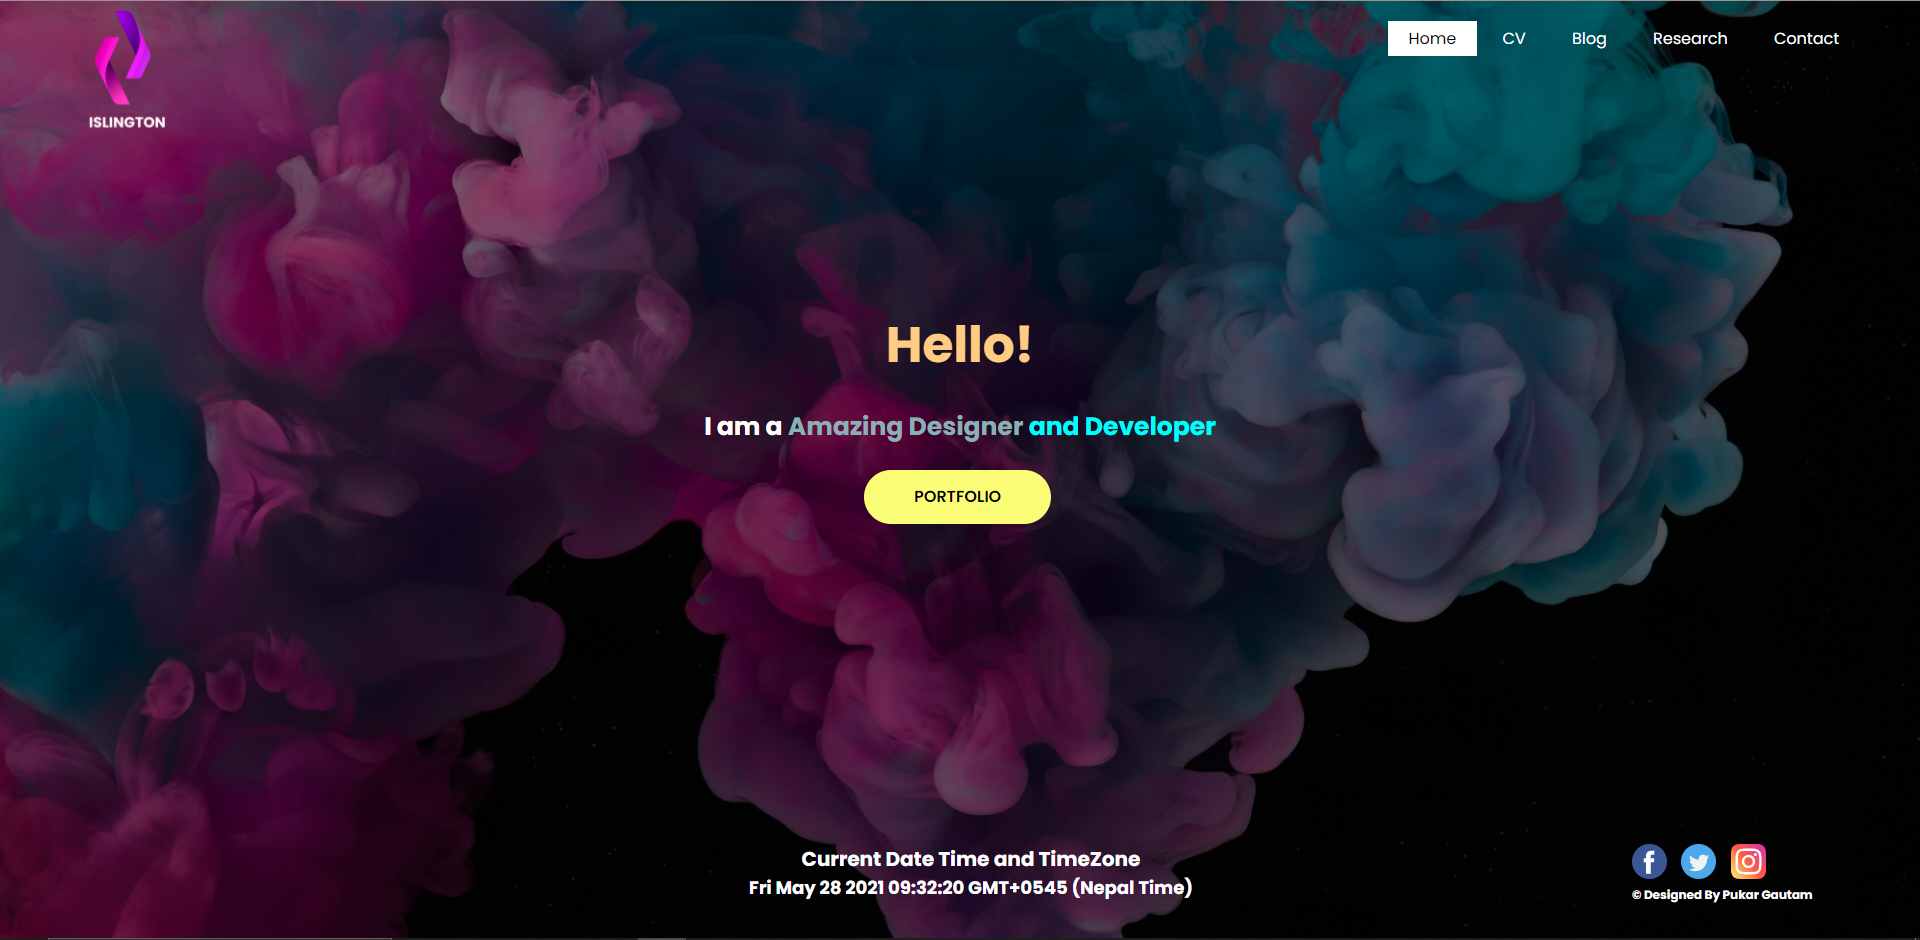 ISLINGTON
Home CV Blog Research Contact
Hello!
I am a Amazing Designer and Developer
PORTFOLIO
Current Date Time and TimeZone
Fri May 28 2021 09:32:20 GMT+0545 (Nepal Time)
© Designed By Pukar Gautam